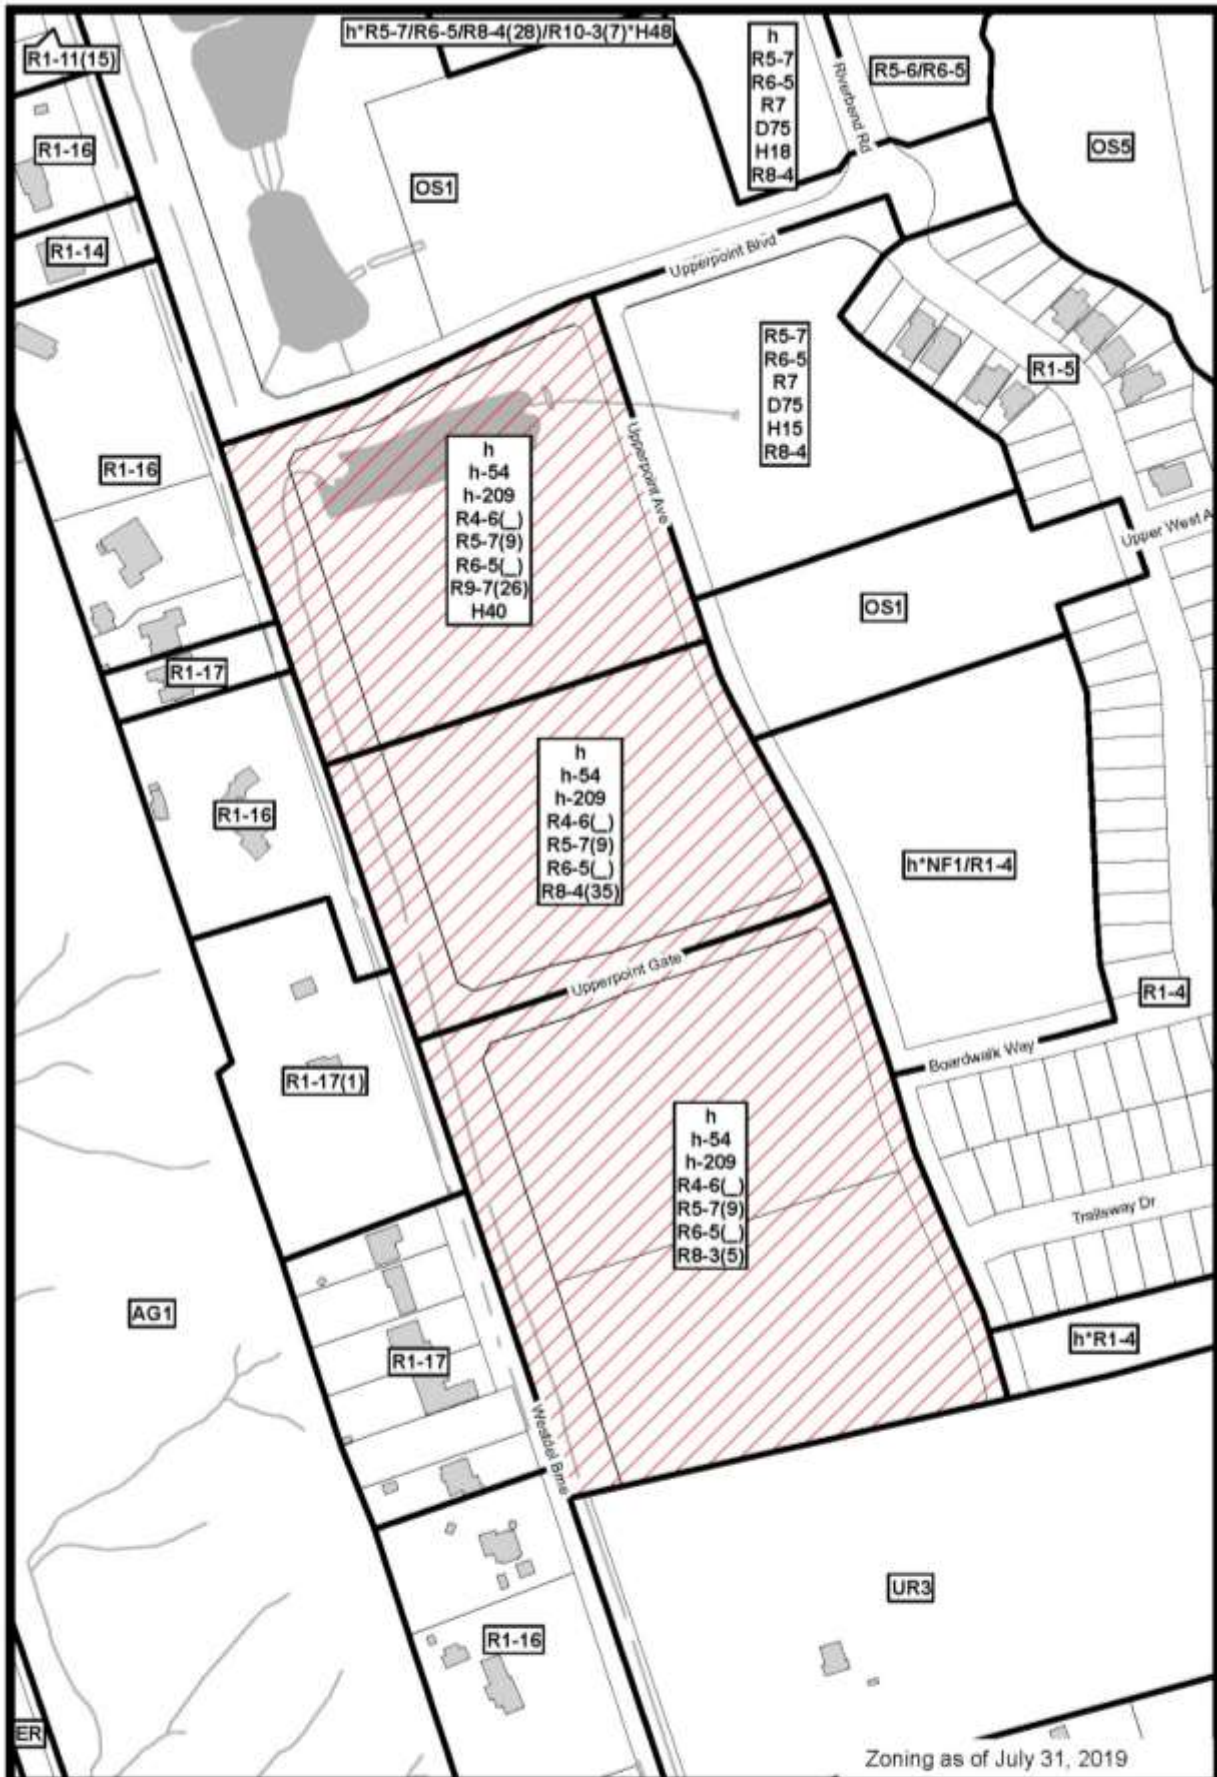 h*R5-7/R6-5/R8-4(28)/R10-3(7)*H48
R1-11(15)
h
R5-7
R6-5
R7
D75
H18
R8-4
Riverbend Rd
R5-6/R6-5
OS5
R1-16
OS1
R1-14
Upperpoint Blvd
R5-7
R6-5
R7
D75
H15
R8-4
R1-5
R1-16
h
h-54
h-209
R4-6(_)
R5-7(9)
R6-5(_)
R9-7(26)
H40
Upperpoint Ave
Upper West A
OS1
R1-17
h
h-54
h-209
R4-6(_)
R5-7(9)
R6-5(_)
R8-4(35)
R1-16
h*NF1/R1-4
Upperpoint Gate
R1-4
Boardwalk Way
R1-17(1)
h
h-54
h-209
R4-6(_)
R5-7(9)
R6-5(_)
R8-3(5)
Trailsway Dr
AG1
h*R1-4
R1-17
Westdel Brne
UR3
R1-16
ER
Zoning as of July 31, 2019